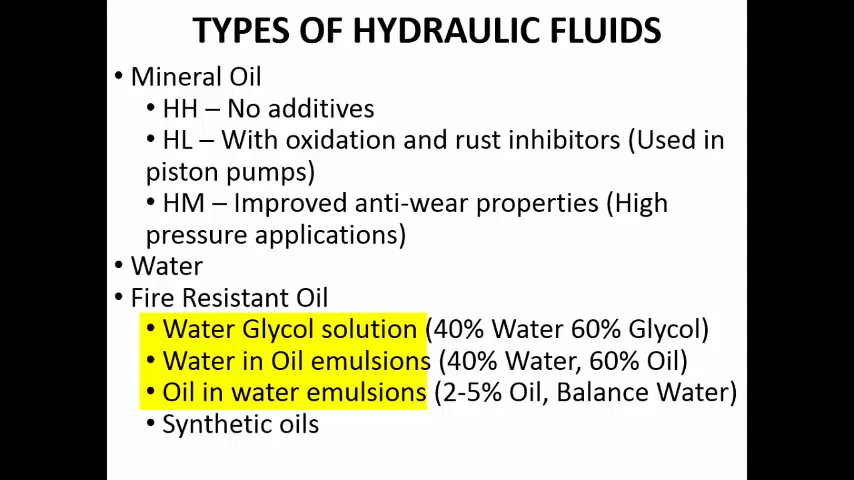 TYPES OF HYDRAULIC FLUIDS
• Mineral Oil
• HH – No additives
• HL – With oxidation and rust inhibitors (Used in
piston pumps)
• HM – Improved anti-wear properties (High
pressure applications)
• Water
• Fire Resistant Oil
• Water Glycol solution (40% Water 60% Glycol)
• Water in Oil emulsions (40% Water, 60% Oil)
• Oil in water emulsions (2-5% Oil, Balance Water)
• Synthetic oils